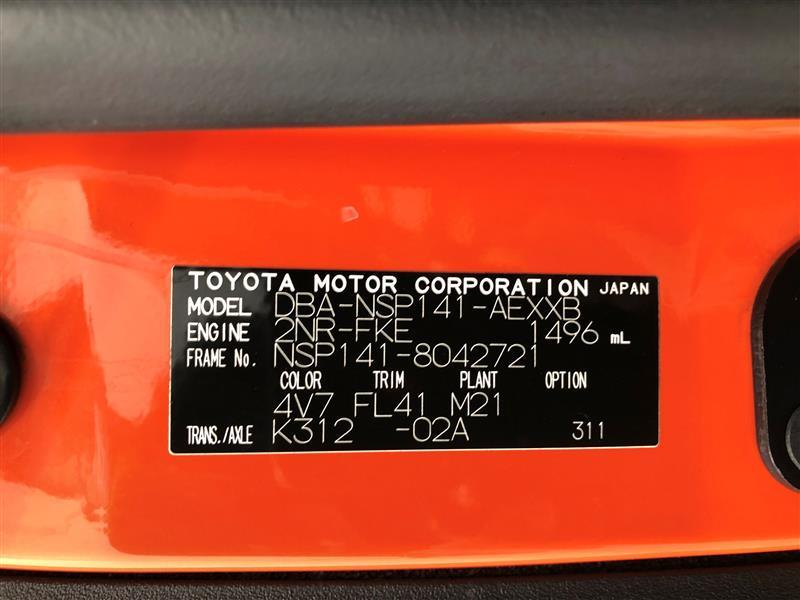 TOYOTA MOTOR CORPORATION JAPAN
MODEL DBA-NSP141-AEXXB
ENGINE 2NR-FKE 1496 mL
FRAME No. NSP141-8042721
COLOR TRIM PLANT OPTION
4V7 FL41 M21
TRANS./AXLE K312 -02A 311